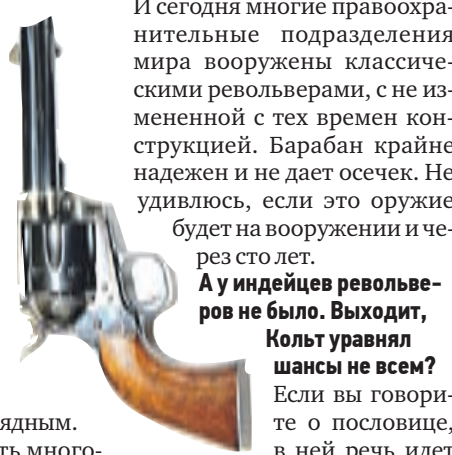 И сегодня многие правоохра-
нительные подразделения
мира вооружены классиче-
скими револьверами, с не из-
мененной с тех времен кон-
струкцией. Барабан крайне
надежен и не дает осечек. Не
удивлюсь, если это оружие
будет на вооружении и че-
рез сто лет.
А у индейцев револьве-
ров не было. Выходит,
Кольт уравнял
шансы не всем?
Если вы говори-
те о пословице,
в ней речь идет
ядным.
ть много-